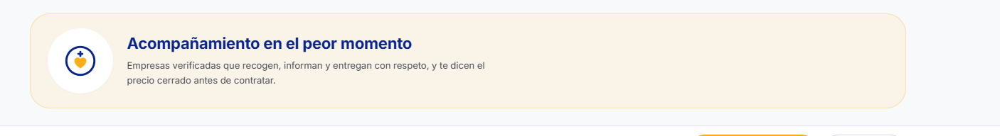 Acompañamiento en el peor momento
Empresas verificadas que recogen, informan y entregan con respeto, y te dicen el
precio cerrado antes de contratar.